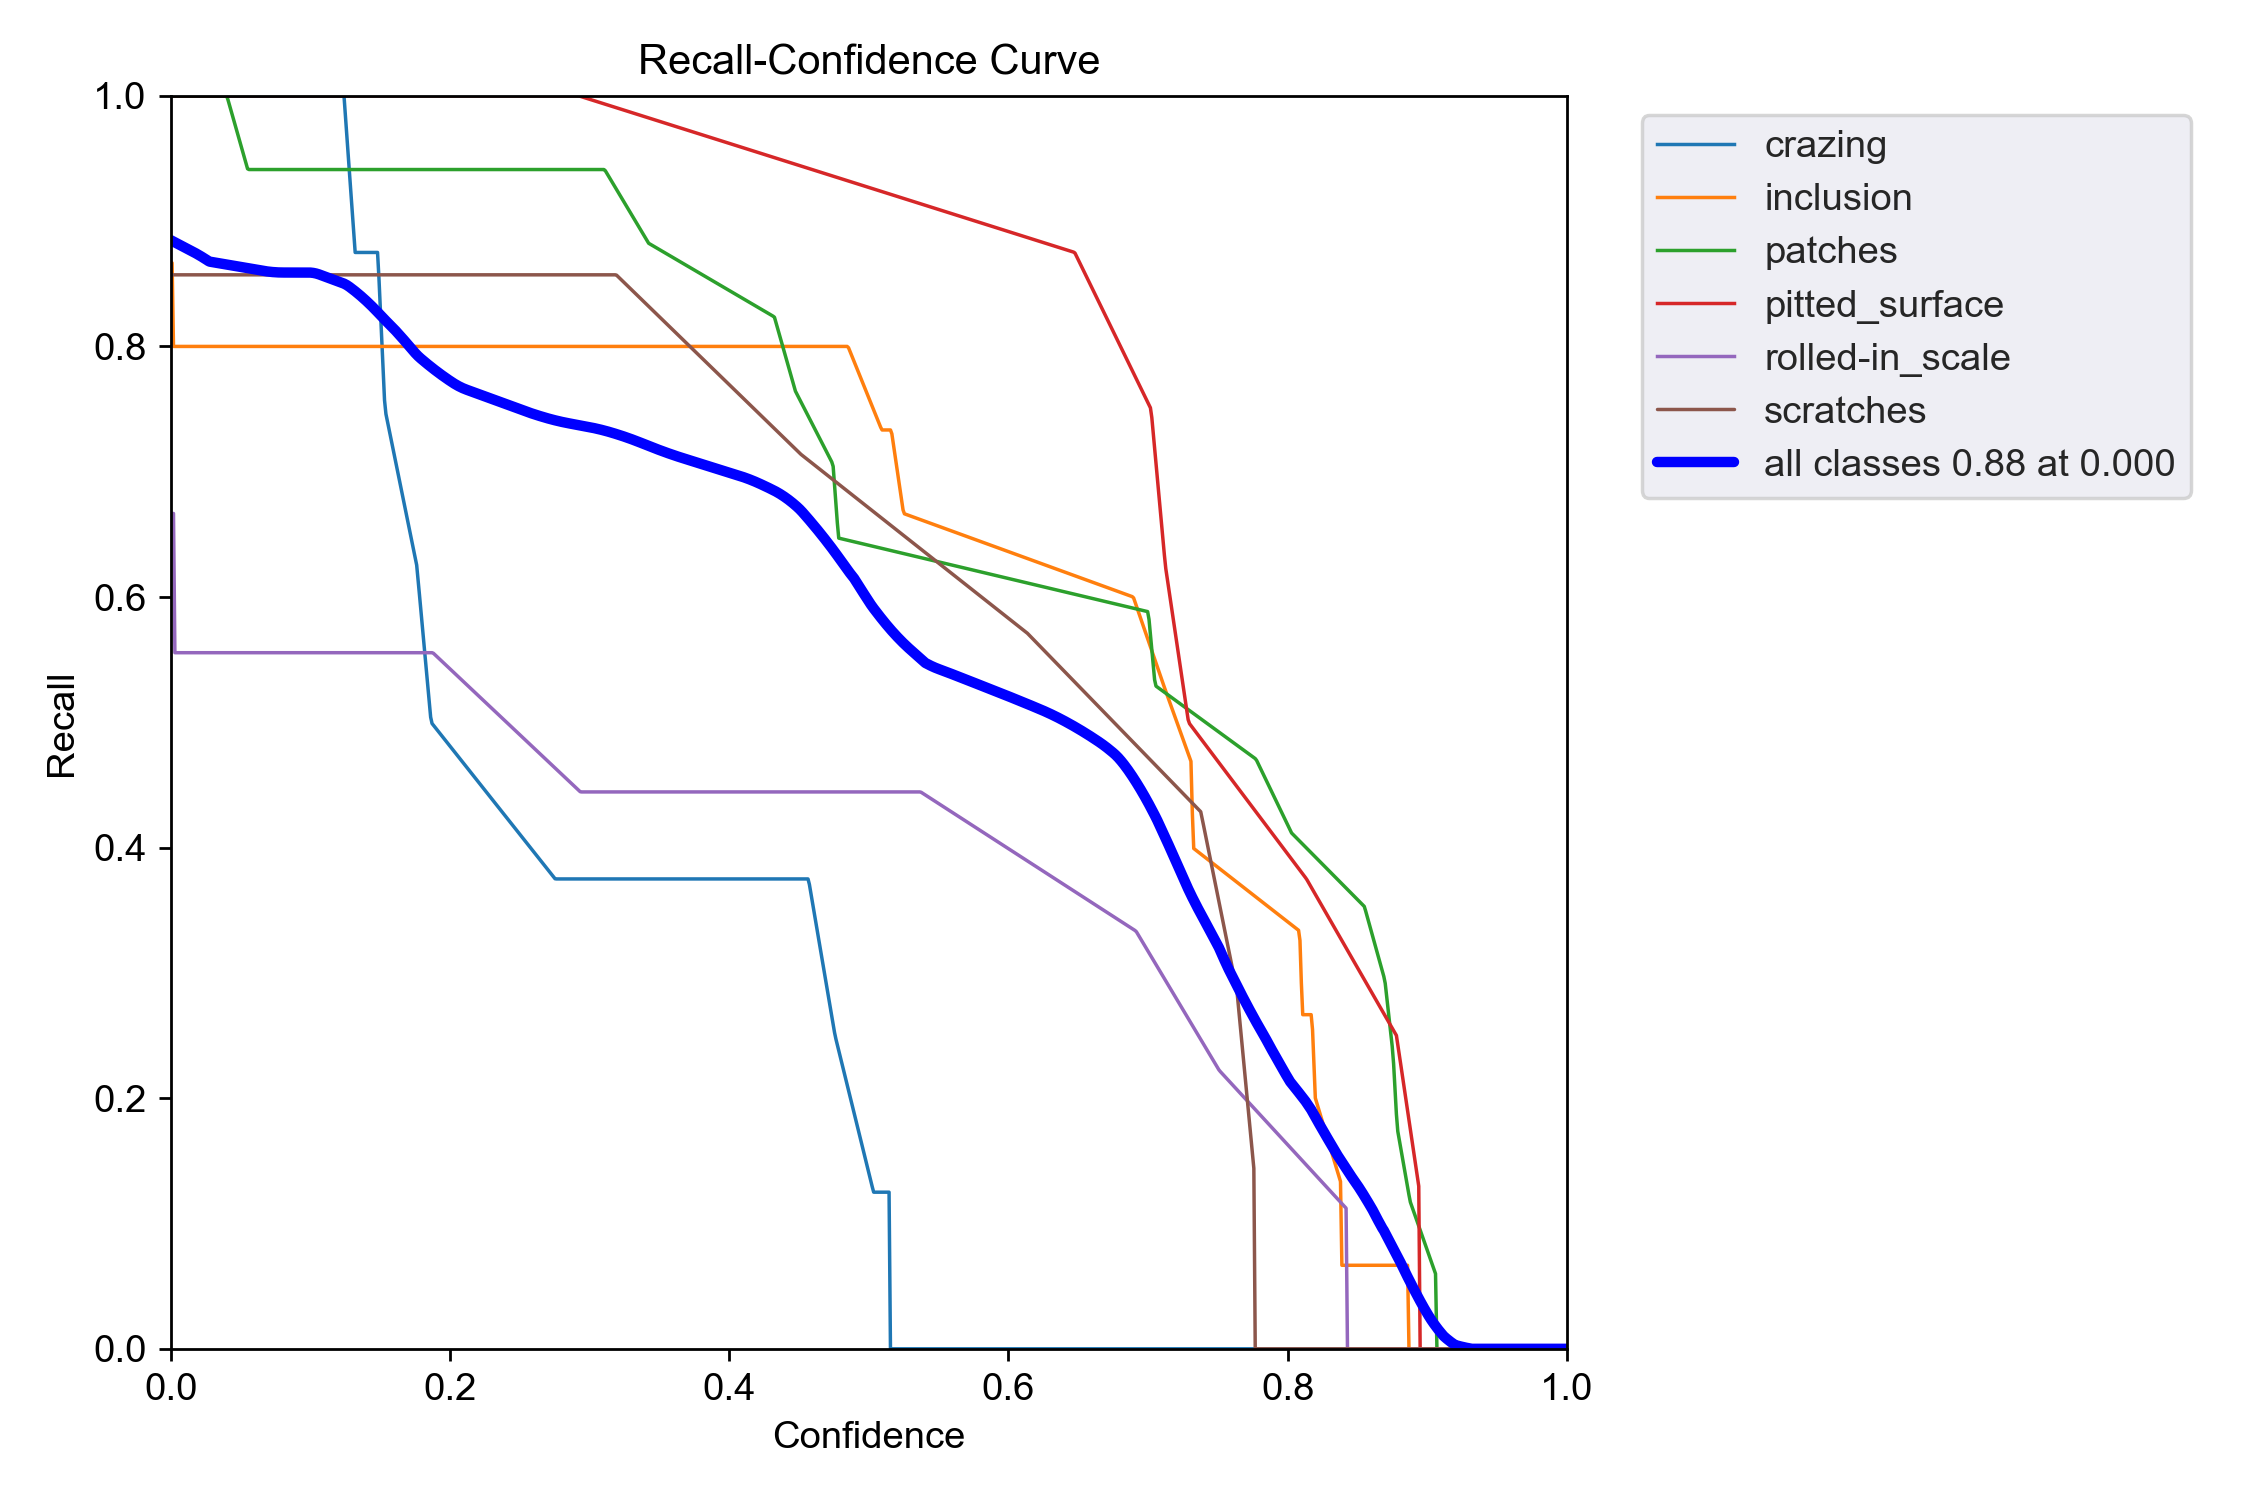 Recall-Confidence Curve
1.0
0.8
0.6
0.4
0.2
0.0
Recall
0.0 0.2 0.4 0.6 0.8 1.0
Confidence
crazing
inclusion
patches
pitted_surface
rolled-in_scale
scratches
all classes 0.88 at 0.000